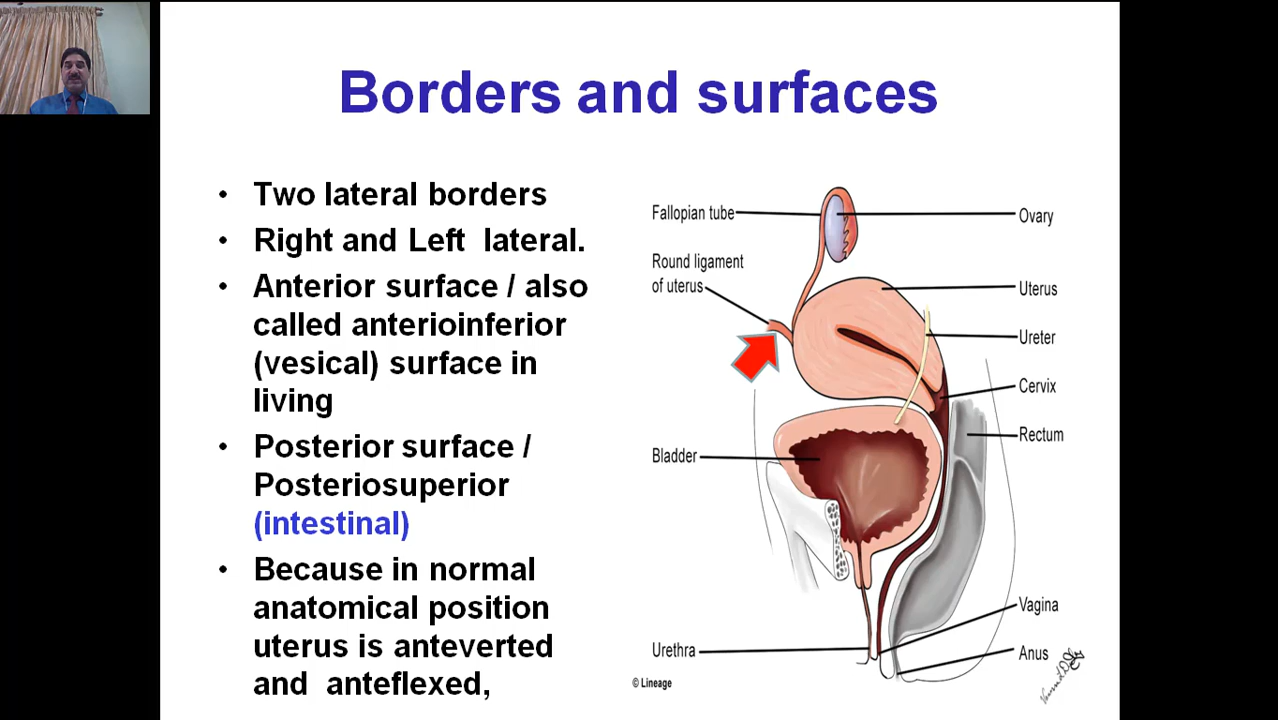 Borders and surfaces
• Two lateral borders
• Right and Left lateral.
• Anterior surface / also
called anterioinferior
(vesical) surface in
living
• Posterior surface /
Posteriosuperior
(intestinal)
• Because in normal
anatomical position
uterus is anteverted
and anteflexed,
Fallopian tube
Ovary
Round ligament
of uterus
Uterus
Ureter
Cervix
Rectum
Bladder
Vagina
Urethra
Anus
© Lineage